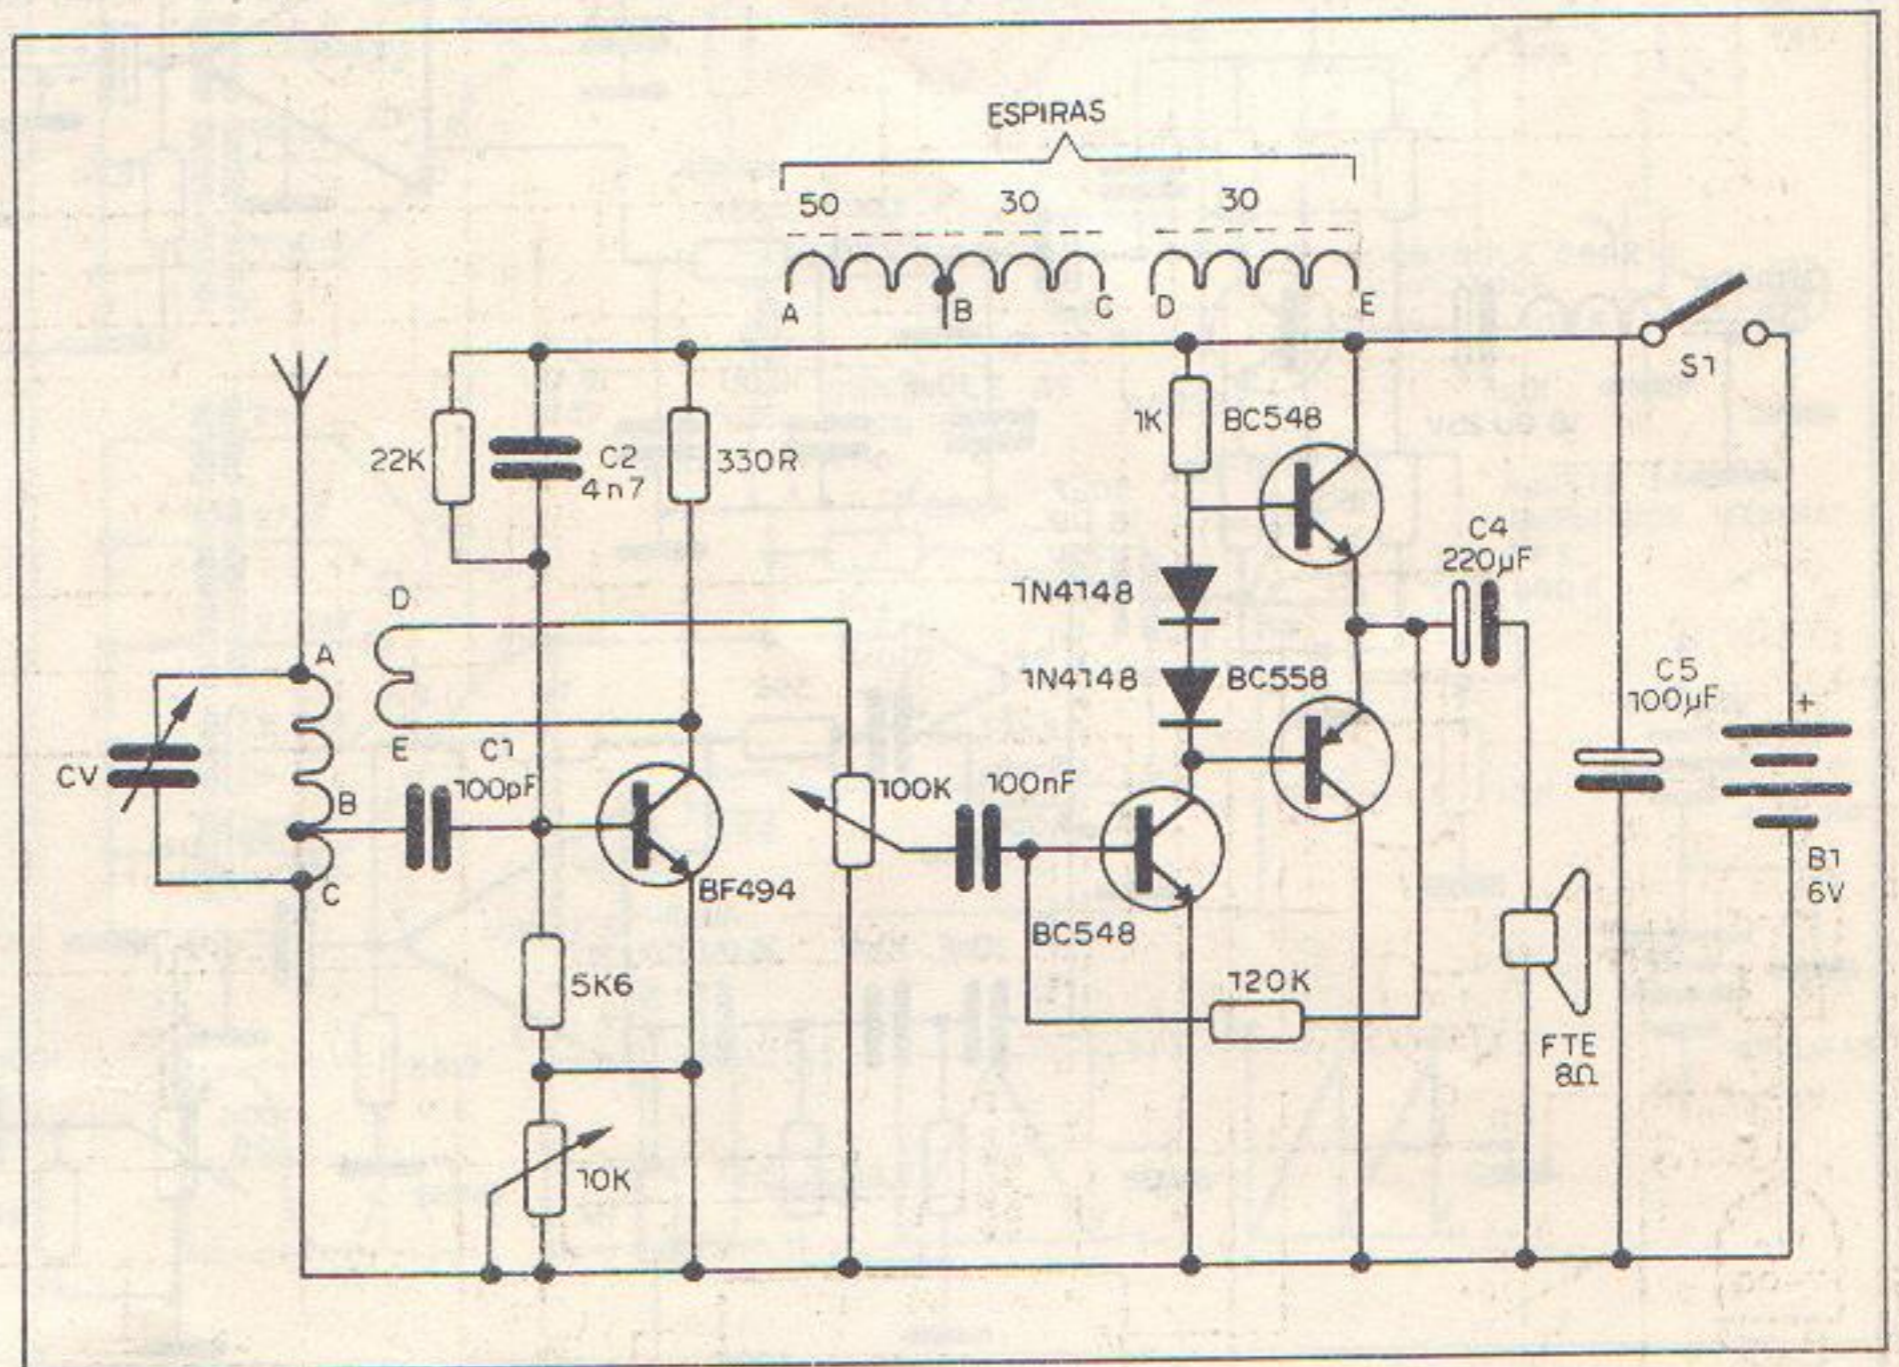 ESPIRAS
50 30 30
A B C D E
S1
22K
C2
4n7
330R
1K
BC548
C4
220µF
1N4148
D
A
1N4148
BC558
C5
100µF
+
E
C1
100pF
CV
B
100K
100nF
C
BF494
BC548
B1
6V
5K6
120K
FTE
8Ω
10K